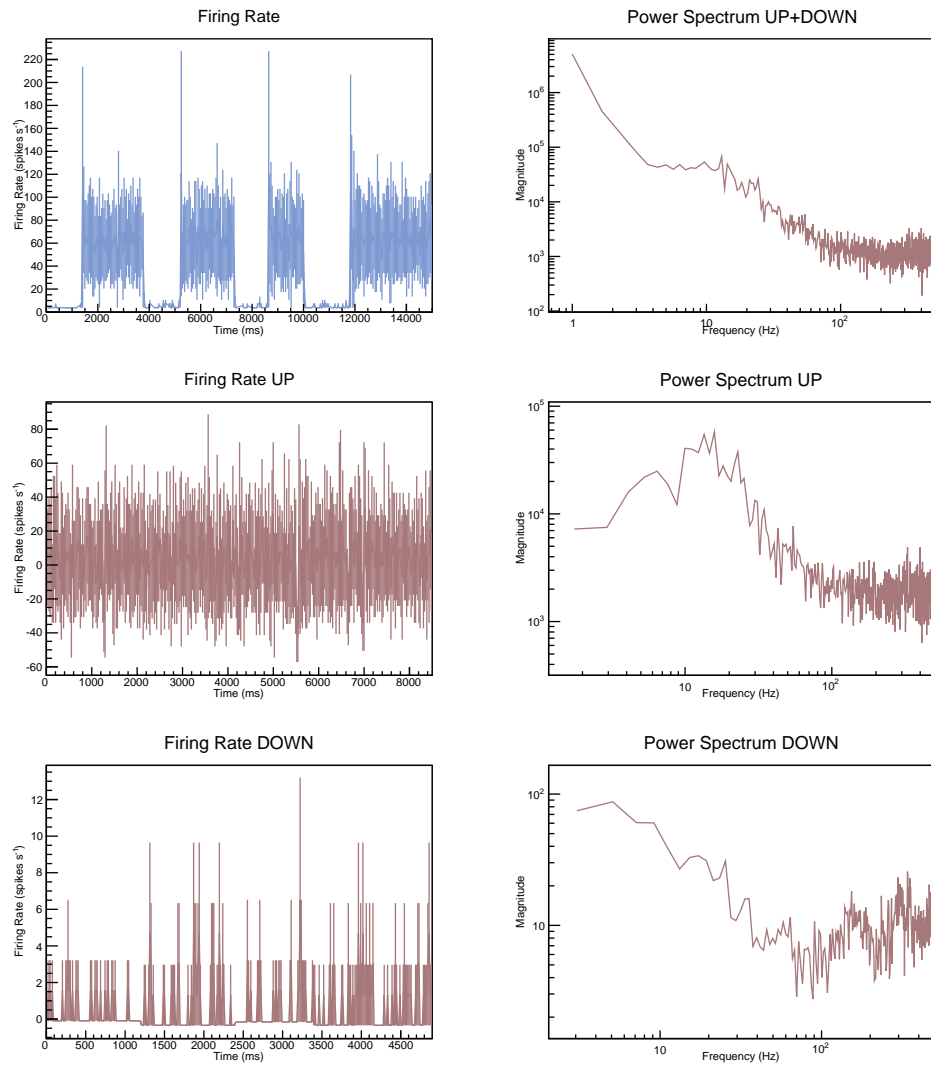 Firing Rate
Firing Rate (spikes s⁻¹)
220
200
180
160
140
120
100
80
60
40
20
0
0 2000 4000 6000 8000 10000 12000 14000
Time (ms)
Power Spectrum UP+DOWN
Magnitude
10⁶
10⁵
10⁴
10³
10²
1 10 10²
Frequency (Hz)
Firing Rate UP
Firing Rate (spikes s⁻¹)
80
60
40
20
0
-20
-40
-60
0 1000 2000 3000 4000 5000 6000 7000 8000
Time (ms)
Power Spectrum UP
Magnitude
10⁵
10⁴
10³
10 10²
Frequency (Hz)
Firing Rate DOWN
Firing Rate (spikes s⁻¹)
12
10
8
6
4
2
0
0 500 1000 1500 2000 2500 3000 3500 4000 4500
Time (ms)
Power Spectrum DOWN
Magnitude
10²
10
10 10²
Frequency (Hz)